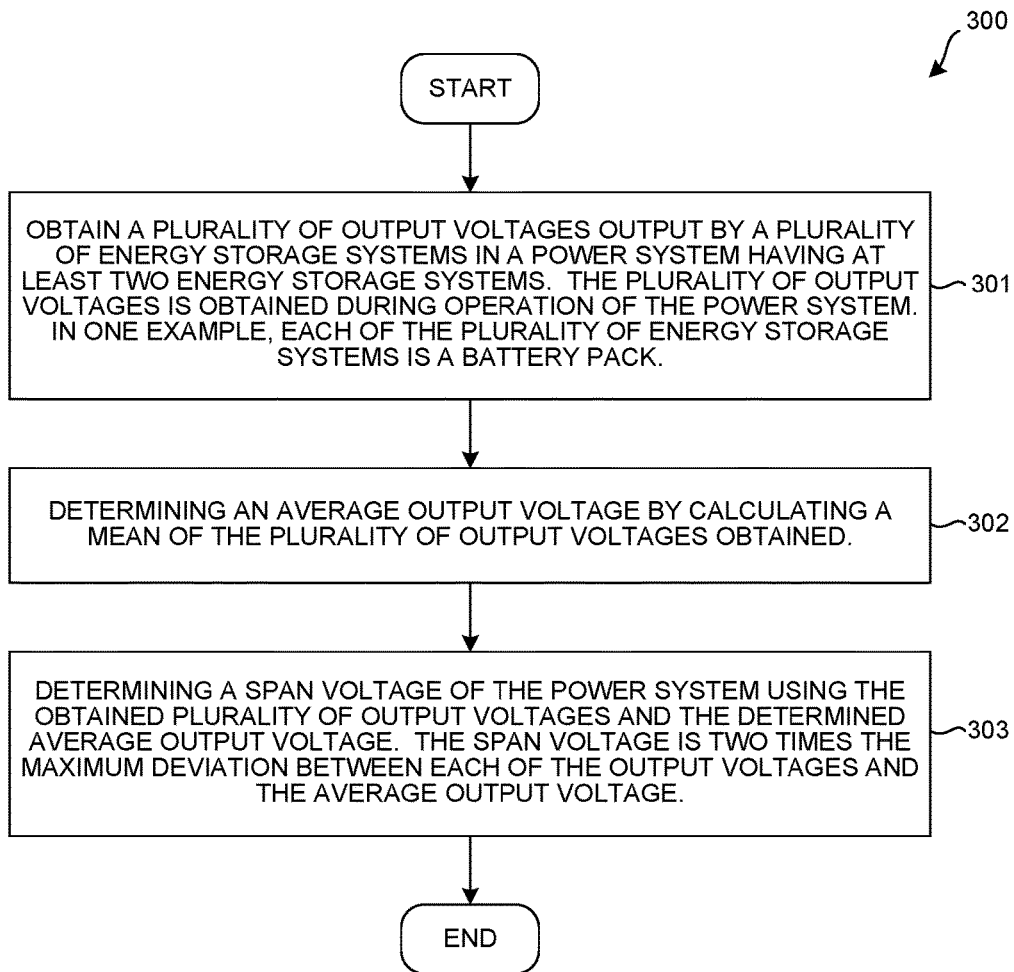 300
START
OBTAIN A PLURALITY OF OUTPUT VOLTAGES OUTPUT BY A PLURALITY
OF ENERGY STORAGE SYSTEMS IN A POWER SYSTEM HAVING AT
LEAST TWO ENERGY STORAGE SYSTEMS. THE PLURALITY OF OUTPUT
VOLTAGES IS OBTAINED DURING OPERATION OF THE POWER SYSTEM.
IN ONE EXAMPLE, EACH OF THE PLURALITY OF ENERGY STORAGE
SYSTEMS IS A BATTERY PACK.
301
DETERMINING AN AVERAGE OUTPUT VOLTAGE BY CALCULATING A
MEAN OF THE PLURALITY OF OUTPUT VOLTAGES OBTAINED.
302
DETERMINING A SPAN VOLTAGE OF THE POWER SYSTEM USING THE
OBTAINED PLURALITY OF OUTPUT VOLTAGES AND THE DETERMINED
AVERAGE OUTPUT VOLTAGE. THE SPAN VOLTAGE IS TWO TIMES THE
MAXIMUM DEVIATION BETWEEN EACH OF THE OUTPUT VOLTAGES AND
THE AVERAGE OUTPUT VOLTAGE.
303
END